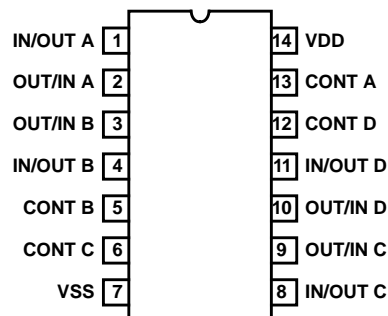 IN/OUT A 1 14 VDD
OUT/IN A 2 13 CONT A
OUT/IN B 3 12 CONT D
IN/OUT B 4 11 IN/OUT D
CONT B 5 10 OUT/IN D
CONT C 6 9 OUT/IN C
VSS 7 8 IN/OUT C